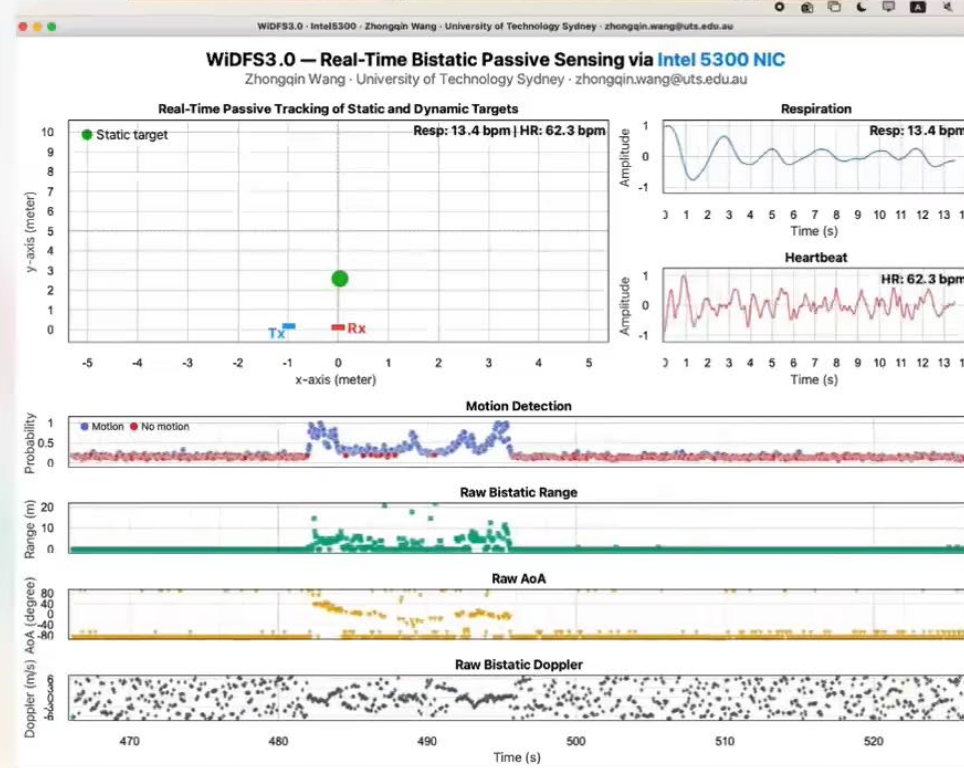 WiDFS3.0 · Intel5300 · Zhongqin Wang · University of Technology Sydney · zhongqin.wang@uts.edu.au
WiDFS3.0 — Real-Time Bistatic Passive Sensing via Intel 5300 NIC
Zhongqin Wang · University of Technology Sydney · zhongqin.wang@uts.edu.au
Real-Time Passive Tracking of Static and Dynamic Targets
Static target
Resp: 13.4 bpm | HR: 62.3 bpm
y-axis (meter)
10
9
8
7
6
5
4
3
2
1
0
Tx
Rx
-5 -4 -3 -2 -1 0 1 2 3 4 5
x-axis (meter)
Respiration
Resp: 13.4 bpm
Amplitude
1
0
-1
1 2 3 4 5 6 7 8 9 10 11 12 13
Time (s)
Heartbeat
HR: 62.3 bpm
Amplitude
1
0
-1
1 2 3 4 5 6 7 8 9 10 11 12 13
Time (s)
Motion Detection
Motion No motion
Probability
1
0.5
0
Raw Bistatic Range
Range (m)
20
10
0
Raw AoA
AoA (degree)
80
40
0
-40
-80
Raw Bistatic Doppler
Doppler (m/s)
6
3
0
-3
-6
470 480 490 500 510 520
Time (s)